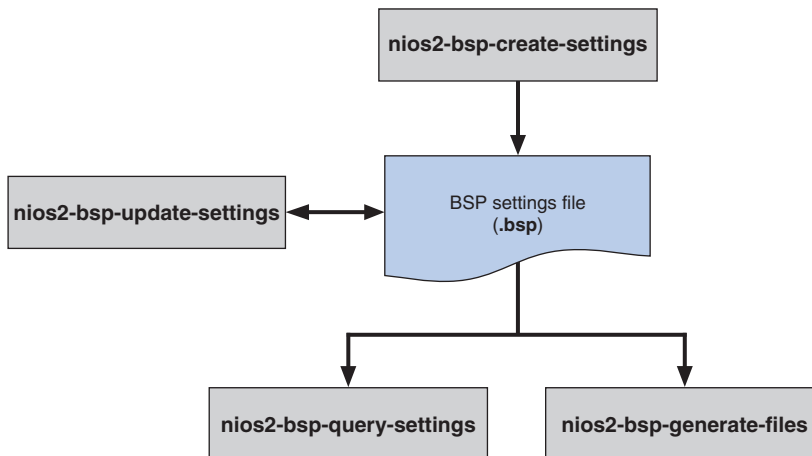 nios2-bsp-create-settings
BSP settings file
(.bsp)
nios2-bsp-update-settings
nios2-bsp-query-settings
nios2-bsp-generate-files